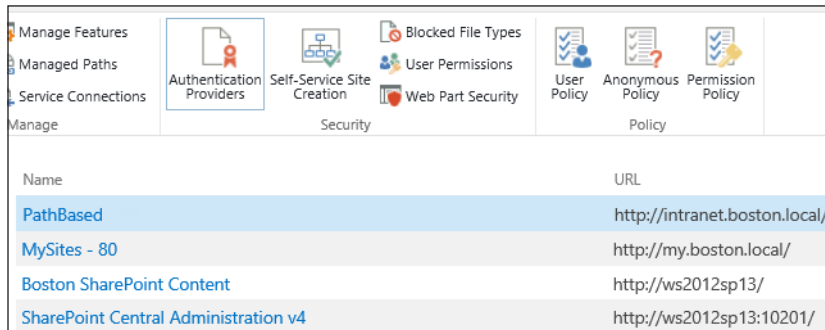 Manage Features
Managed Paths
Service Connections
Manage
Authentication
Providers
Self-Service Site
Creation
Blocked File Types
User Permissions
Web Part Security
Security
User
Policy
Anonymous
Policy
Permission
Policy
Policy
Name URL
PathBased http://intranet.boston.local/
MySites - 80 http://my.boston.local/
Boston SharePoint Content http://ws2012sp13/
SharePoint Central Administration v4 http://ws2012sp13:10201/